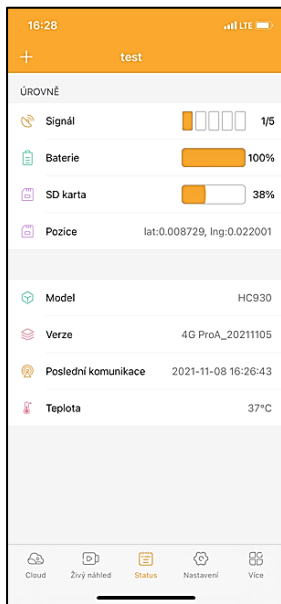 16:28 LTE
+ test
ÚROVNĚ
Signál 1/5
Baterie 100%
SD karta 38%
Pozice lat:0.008729, lng:0.022001
Model HC930
Verze 4G ProA_20211105
Poslední komunikace 2021-11-08 16:26:43
Teplota 37°C
Cloud Živý náhled Status Nastavení Více